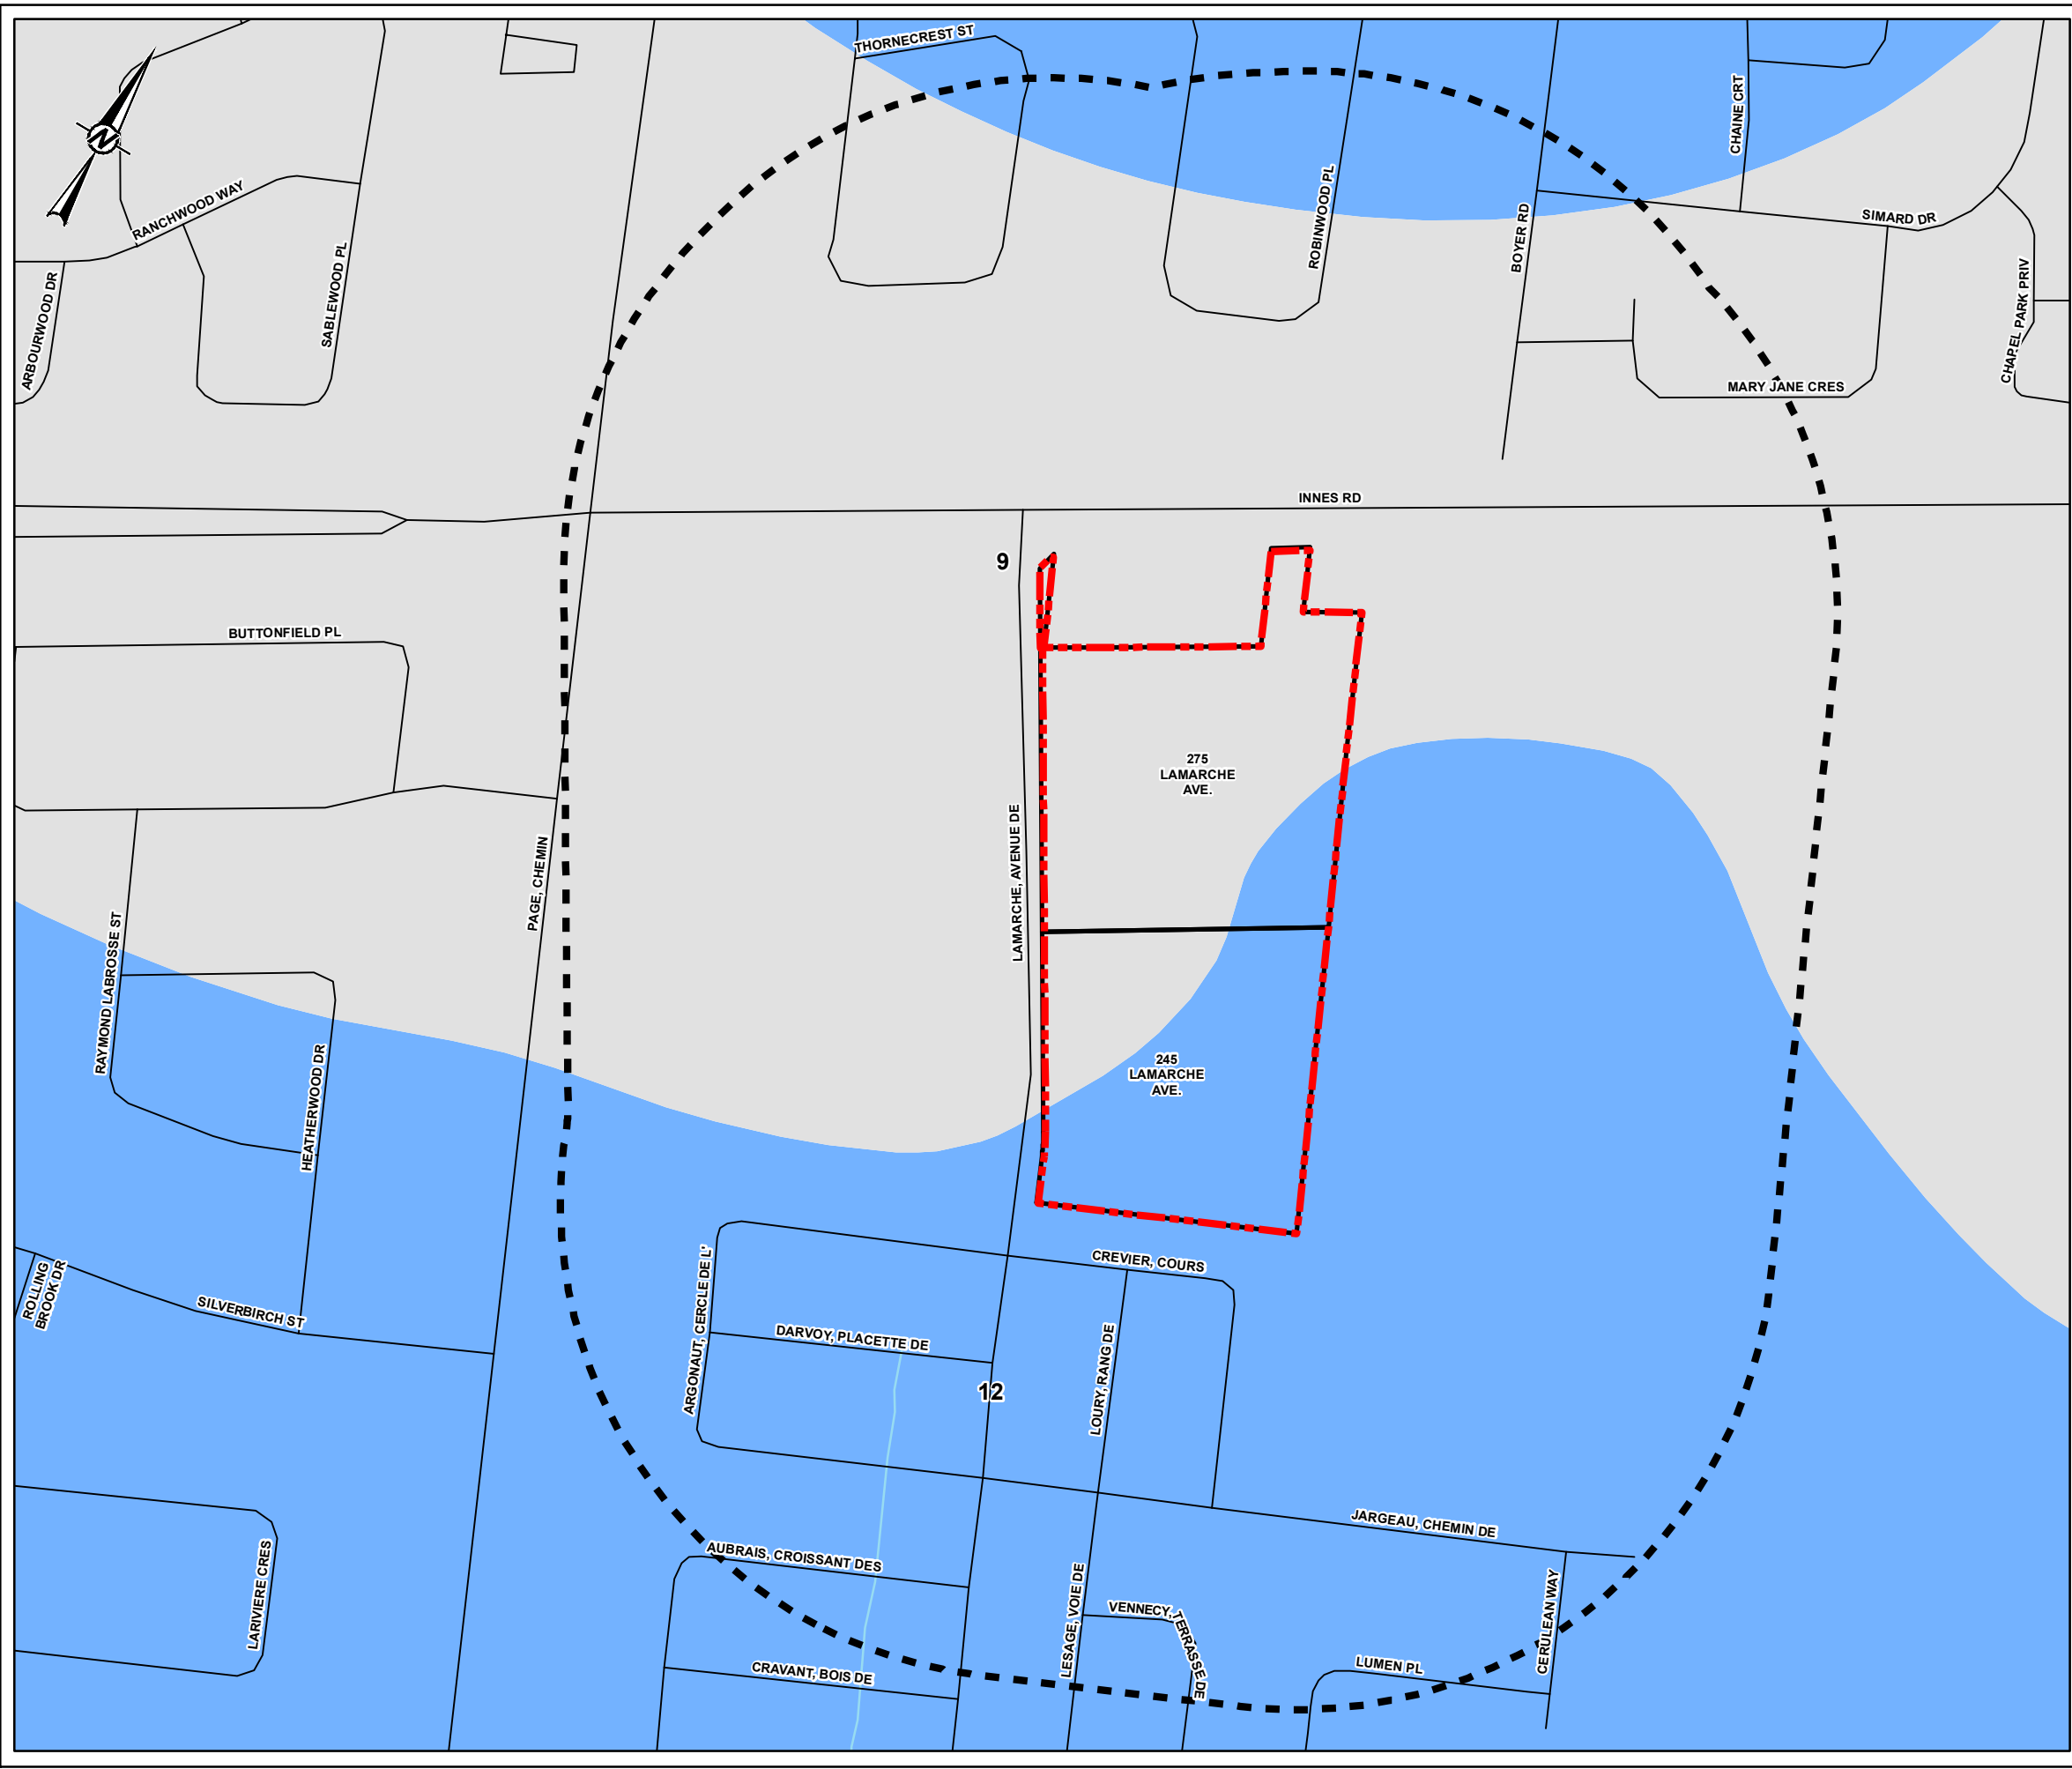 THORNECREST ST
CHAINE CRT
N
RANCHWOOD WAY
ROBINWOOD PL
BOYER RD
SIMARD DR
SABLEWOOD PL
ARBOURWOOD DR
CHAPEL PARK PRIV
MARY JANE CRES
INNES RD
9
BUTTONFIELD PL
275
LAMARCHE
AVE.
PAGE, CHEMIN
LAMARCHE, AVENUE DE
RAYMOND LABROSSE ST
HEATHERWOOD DR
245
LAMARCHE
AVE.
CREVIER, COURS
ROLLING
BROOK DR
SILVERBIRCH ST
ARGONAUT, CERCLE DE L'
DARVOY, PLACETTE DE
LOURY, RANG DE
12
JARGEAU, CHEMIN DE
AUBRAIS, CROISSANT DES
LARIVIERE CRES
LESAGE, VOIE DE
VENNECY, TERRASSE DE
CERULEAN WAY
CRAVANT, BOIS DE
LUMEN PL